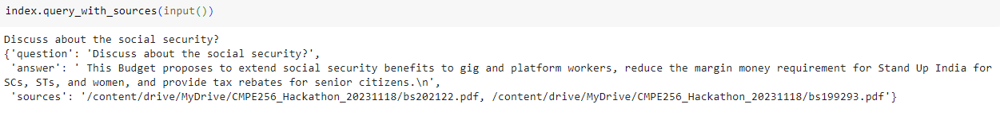 index.query_with_sources(input())
Discuss about the social security?
{'question': 'Discuss about the social security?',
 'answer': ' This Budget proposes to extend social security benefits to gig and platform workers, reduce the margin money requirement for Stand Up India for
SCs, STs, and women, and provide tax rebates for senior citizens.\n',
 'sources': '/content/drive/MyDrive/CMPE256_Hackathon_20231118/bs202122.pdf, /content/drive/MyDrive/CMPE256_Hackathon_20231118/bs199293.pdf'}